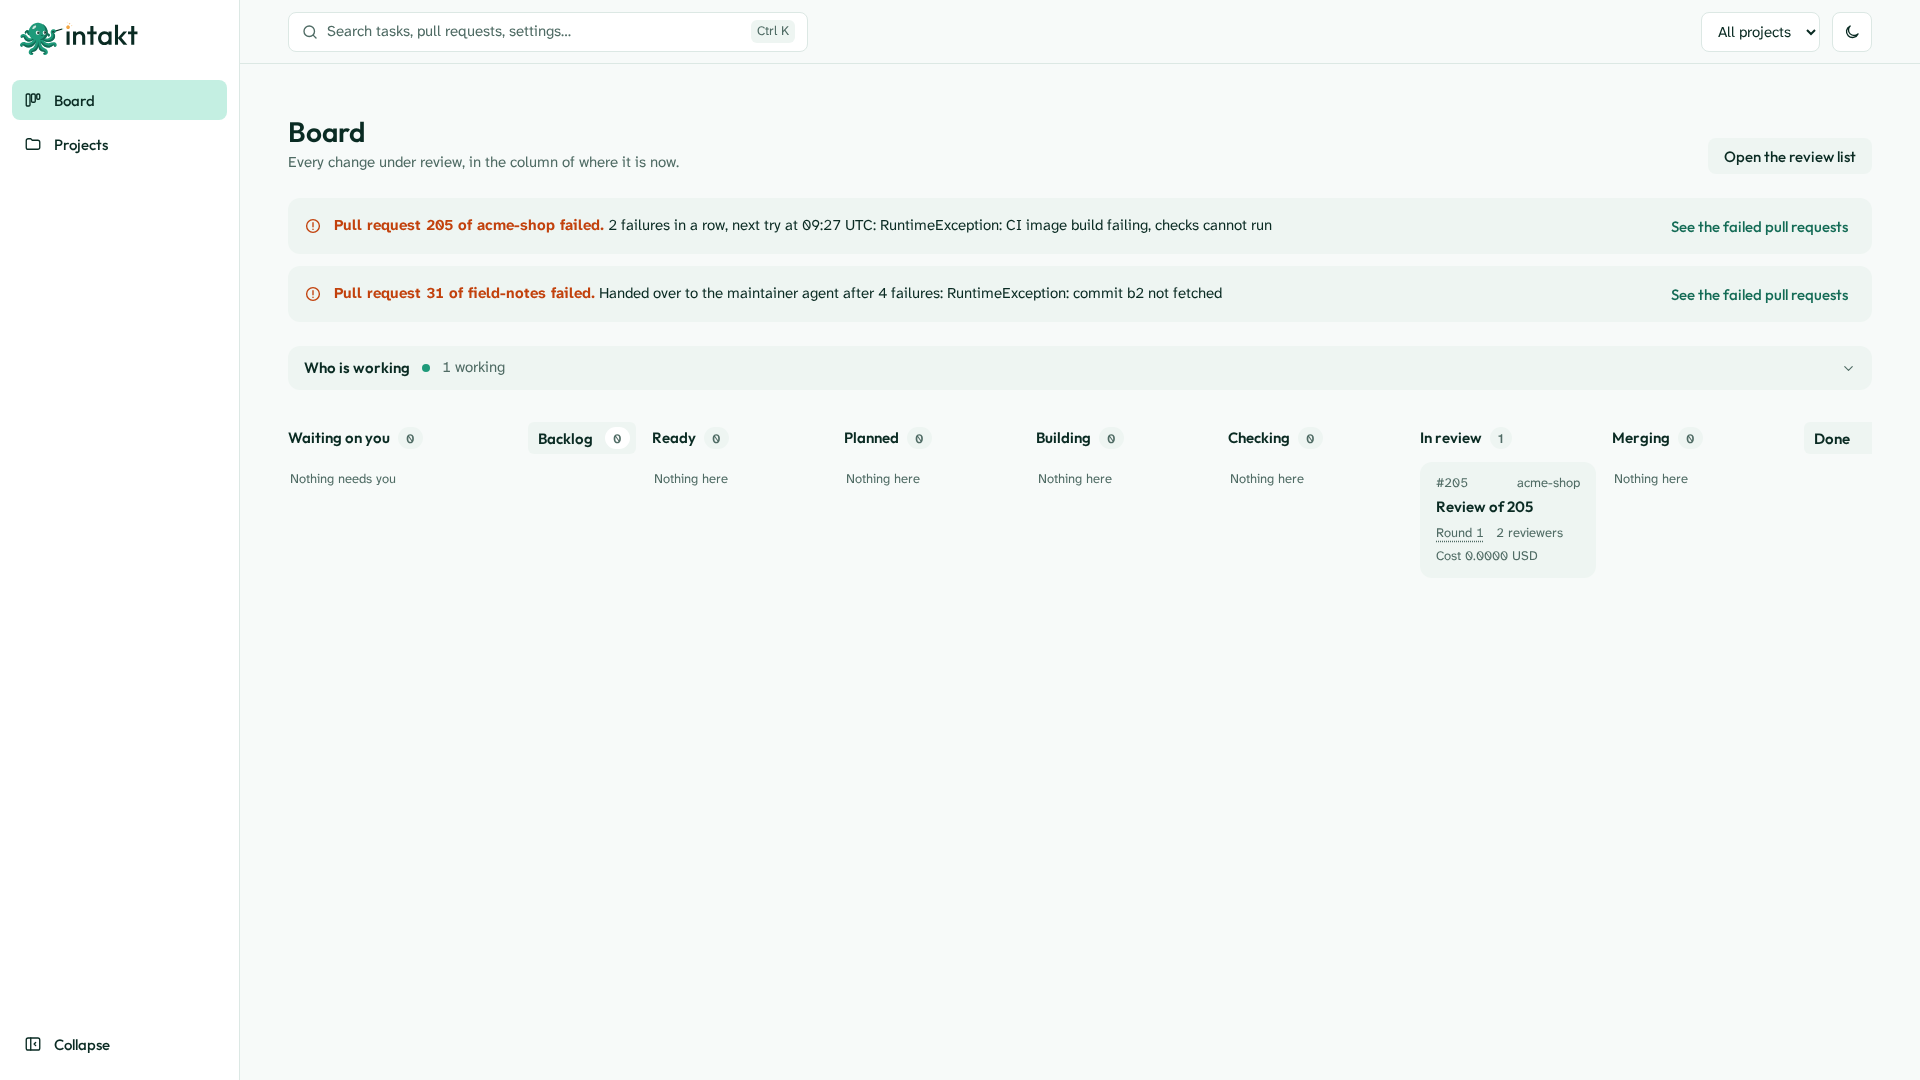 intakt
Search tasks, pull requests, settings...
Ctrl K
All projects
Board
Projects
Board
Every change under review, in the column of where it is now.
Open the review list
Pull request 205 of acme-shop failed. 2 failures in a row, next try at 09:27 UTC: RuntimeException: CI image build failing, checks cannot run
See the failed pull requests
Pull request 31 of field-notes failed. Handed over to the maintainer agent after 4 failures: RuntimeException: commit b2 not fetched
See the failed pull requests
Who is working 1 working
Waiting on you 0
Nothing needs you
Backlog 0
Ready 0
Nothing here
Planned 0
Nothing here
Building 0
Nothing here
Checking 0
Nothing here
In review 1
#205 acme-shop
Review of 205
Round 1 2 reviewers
Cost 0.0000 USD
Merging 0
Nothing here
Done
Collapse